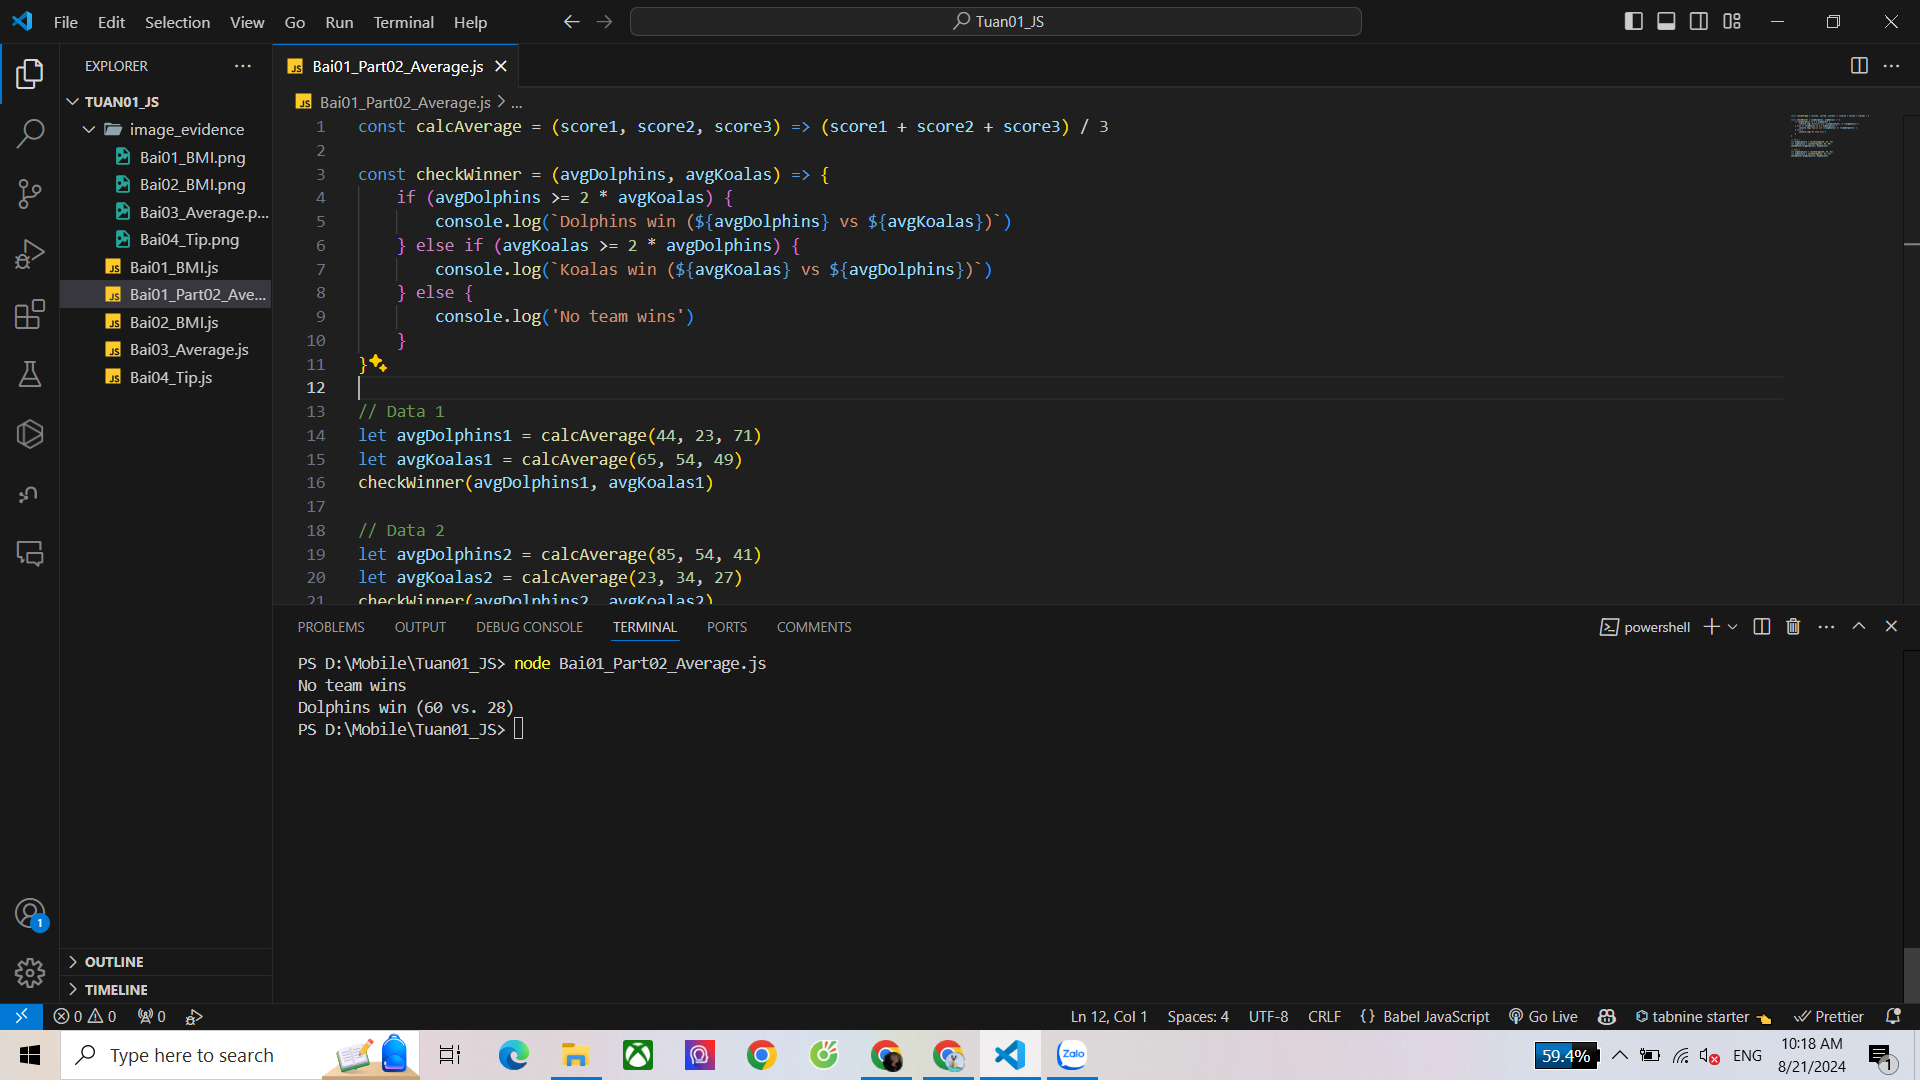 File Edit Selection View Go Run Terminal Help
Tuan01_JS
EXPLORER
TUAN01_JS
image_evidence
Bai01_BMI.png
Bai02_BMI.png
Bai03_Average.p...
Bai04_Tip.png
Bai01_BMI.js
Bai01_Part02_Ave...
Bai02_BMI.js
Bai03_Average.js
Bai04_Tip.js
OUTLINE
TIMELINE
JS Bai01_Part02_Average.js
JS Bai01_Part02_Average.js > ...
1 const calcAverage = (score1, score2, score3) => (score1 + score2 + score3) / 3
2
3 const checkWinner = (avgDolphins, avgKoalas) => {
4 if (avgDolphins >= 2 * avgKoalas) {
5 console.log(`Dolphins win (${avgDolphins} vs ${avgKoalas})`)
6 } else if (avgKoalas >= 2 * avgDolphins) {
7 console.log(`Koalas win (${avgKoalas} vs ${avgDolphins})`)
8 } else {
9 console.log('No team wins')
10 }
11 }
12
13 // Data 1
14 let avgDolphins1 = calcAverage(44, 23, 71)
15 let avgKoalas1 = calcAverage(65, 54, 49)
16 checkWinner(avgDolphins1, avgKoalas1)
17
18 // Data 2
19 let avgDolphins2 = calcAverage(85, 54, 41)
20 let avgKoalas2 = calcAverage(23, 34, 27)
21 checkWinner(avgDolphins2, avgKoalas2)
PROBLEMS OUTPUT DEBUG CONSOLE TERMINAL PORTS COMMENTS
powershell
PS D:\Mobile\Tuan01_JS> node Bai01_Part02_Average.js
No team wins
Dolphins win (60 vs. 28)
PS D:\Mobile\Tuan01_JS>
1
0 0 0
Ln 12, Col 1 Spaces: 4 UTF-8 CRLF {} Babel JavaScript Go Live tabnine starter Prettier
Type here to search
Zalo
59.4%
ENG
10:18 AM
8/21/2024
1